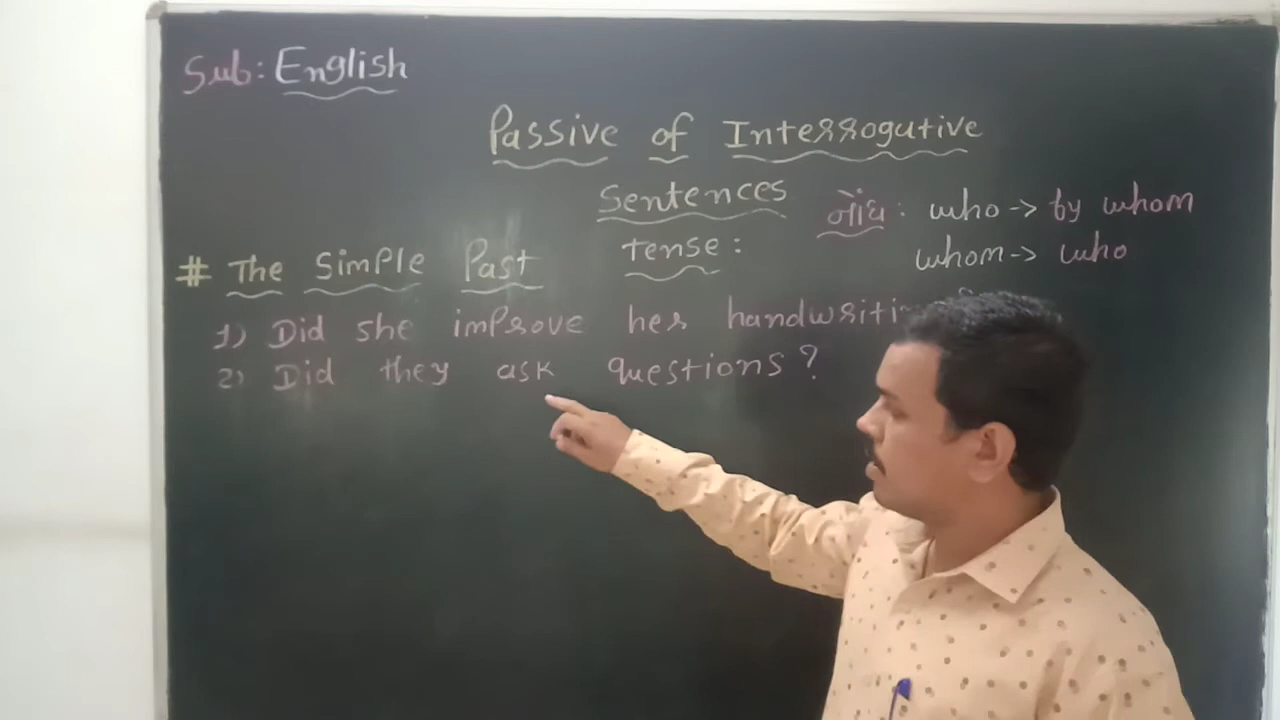 Sub: English
Passive of Interrogative
Sentences
નોંધ: who -> by whom
whom -> who
# The Simple Past tense:
1) Did she improve her
2) Did they ask questions?